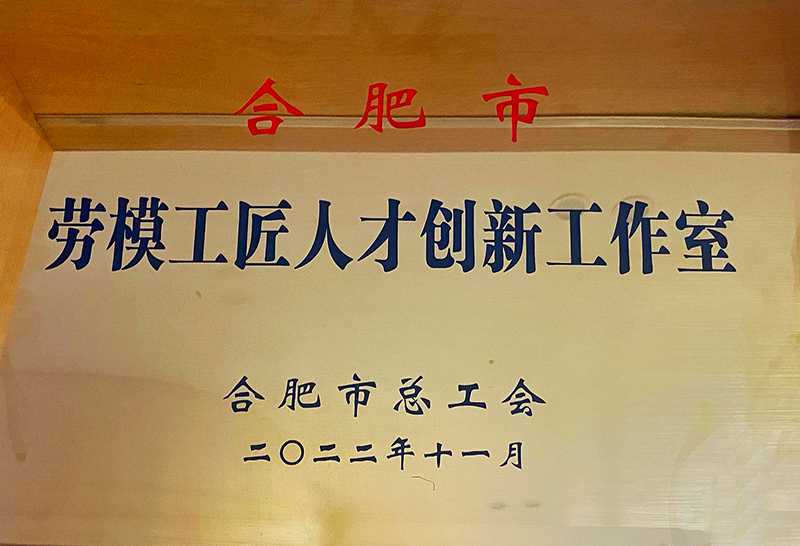 合肥市
劳模工匠人才创新工作室
合肥市总工会
二〇二二年十一月